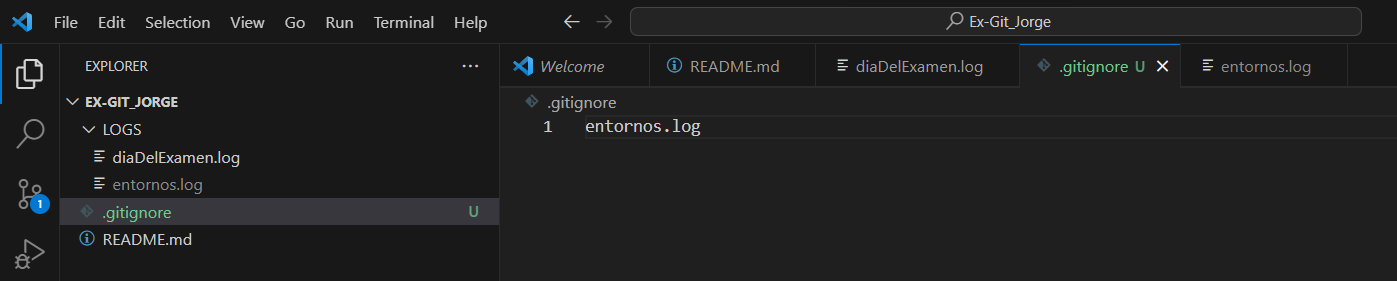 File Edit Selection View Go Run Terminal Help Ex-Git_Jorge
EXPLORER
EX-GIT_JORGE
LOGS
diaDelExamen.log
entornos.log
.gitignore U
README.md
1
Welcome README.md diaDelExamen.log .gitignore U entornos.log
.gitignore
1 entornos.log